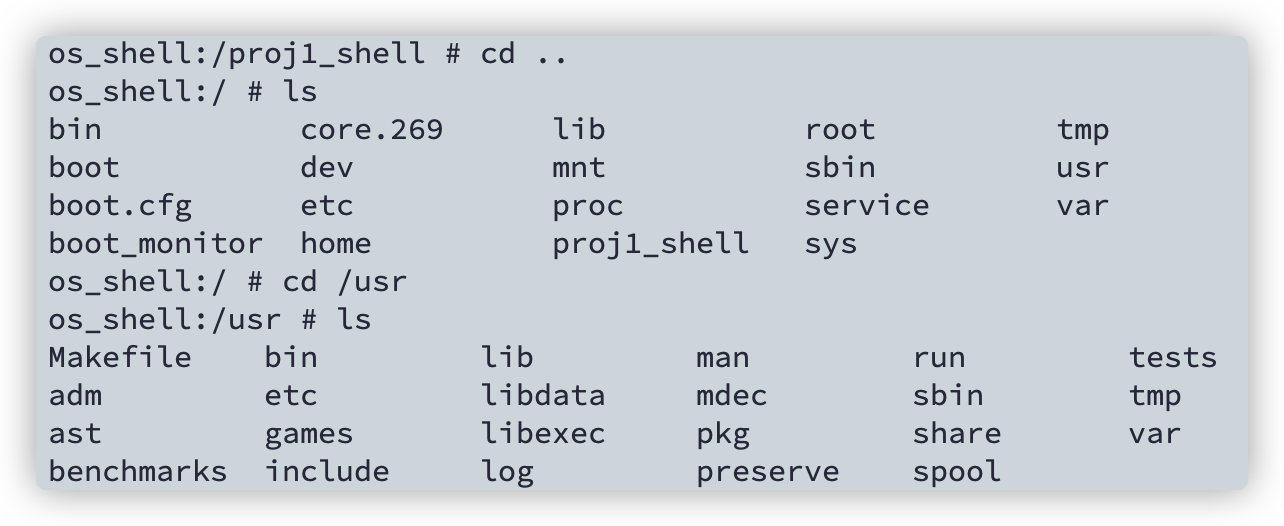 os_shell:/proj1_shell # cd ..
os_shell:/ # ls
bin           core.269      lib           root          tmp
boot          dev           mnt           sbin          usr
boot.cfg      etc           proc          service       var
boot_monitor  home          proj1_shell   sys
os_shell:/ # cd /usr
os_shell:/usr # ls
Makefile    bin         lib         man         run         tests
adm         etc         libdata     mdec        sbin        tmp
ast         games       libexec     pkg         share       var
benchmarks  include     log         preserve    spool